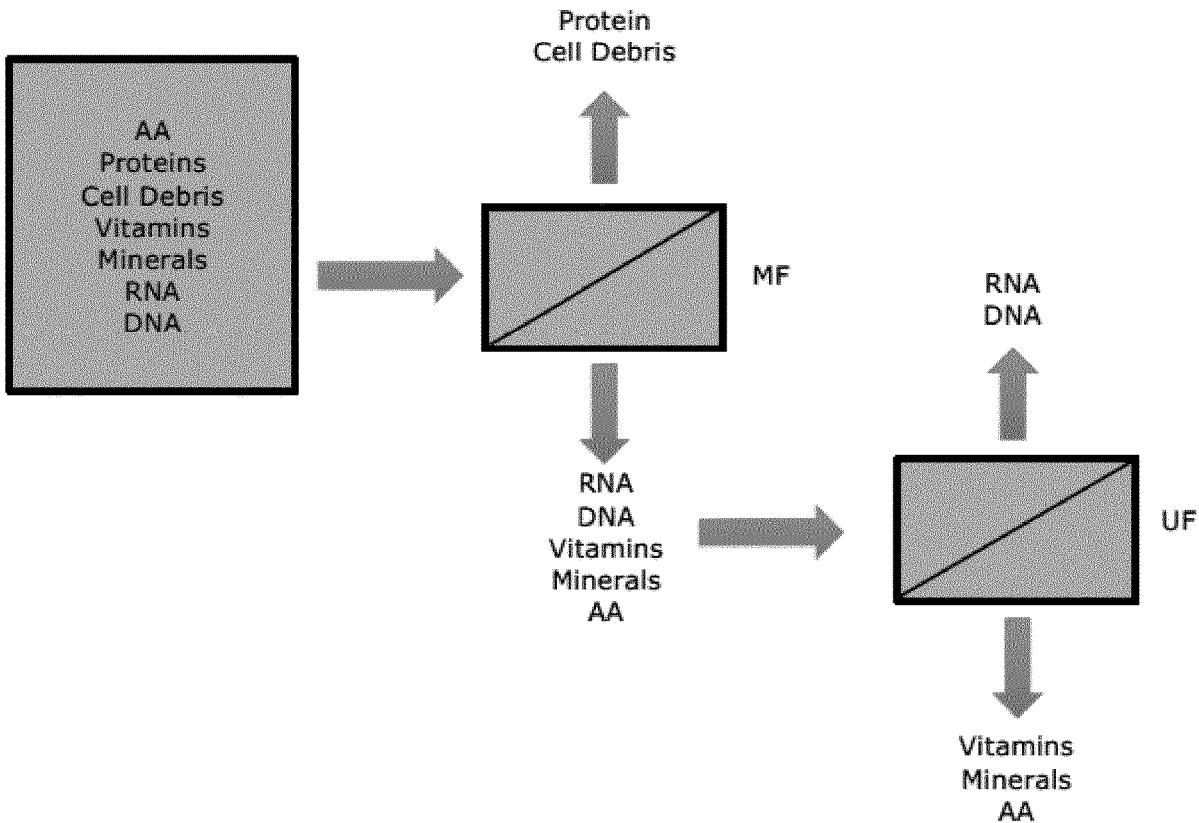 Protein
Cell Debris
AA
Proteins
Cell Debris
Vitamins
Minerals
RNA
DNA
MF
RNA
DNA
RNA
DNA
Vitamins
Minerals
AA
UF
Vitamins
Minerals
AA